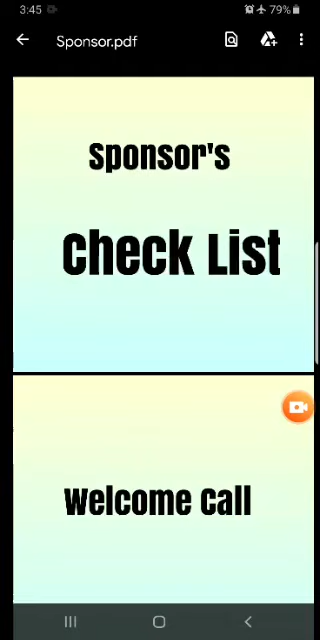 3:45
79%
Sponsor.pdf
Sponsor's
Check List
Welcome Call